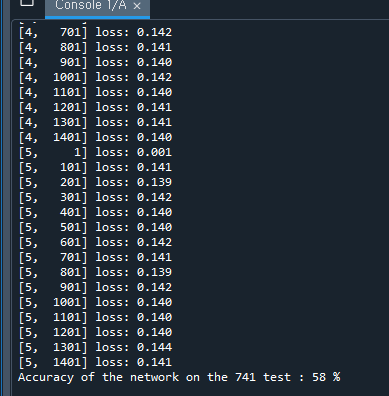 Console 1/A ×
[4, 701] loss: 0.142
[4, 801] loss: 0.141
[4, 901] loss: 0.140
[4, 1001] loss: 0.142
[4, 1101] loss: 0.140
[4, 1201] loss: 0.141
[4, 1301] loss: 0.141
[4, 1401] loss: 0.140
[5, 1] loss: 0.001
[5, 101] loss: 0.141
[5, 201] loss: 0.139
[5, 301] loss: 0.142
[5, 401] loss: 0.140
[5, 501] loss: 0.140
[5, 601] loss: 0.142
[5, 701] loss: 0.141
[5, 801] loss: 0.139
[5, 901] loss: 0.142
[5, 1001] loss: 0.140
[5, 1101] loss: 0.140
[5, 1201] loss: 0.140
[5, 1301] loss: 0.144
[5, 1401] loss: 0.141
Accuracy of the network on the 741 test : 58 %